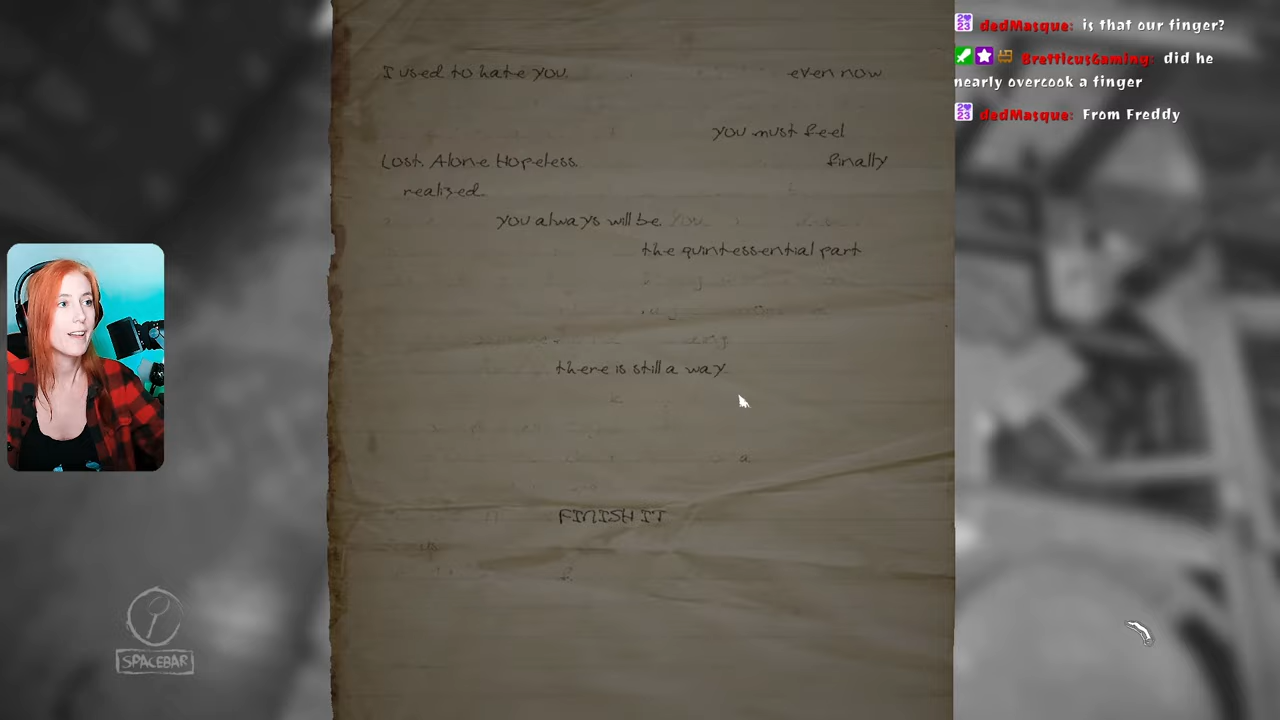 I used to hate you. even now
you must feel
Lost. Alone Hopeless. finally
realized.
you always will be. You
the quintessential part
there is still a way.
a
FINISH IT
SPACEBAR
dedMasque: is that our finger?
BretticusGaming: did he
nearly overcook a finger
dedMasque: From Freddy